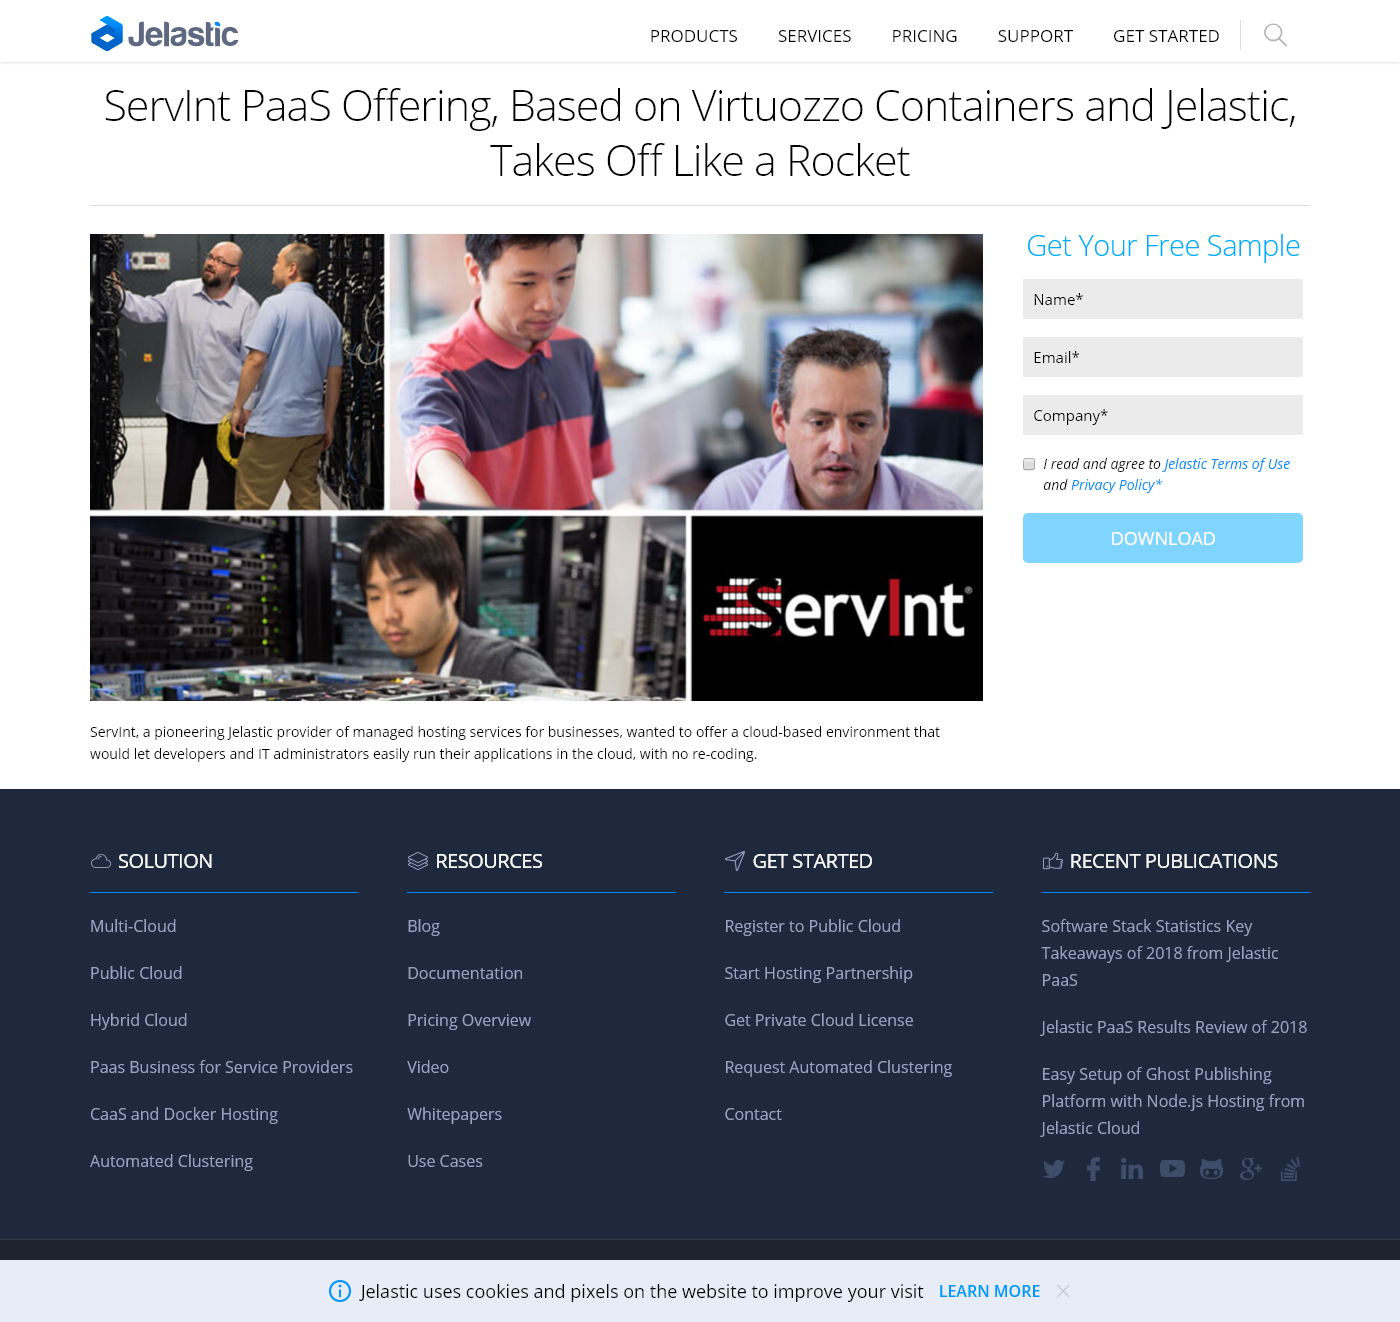 Jelastic
PRODUCTS
SERVICES
PRICING
SUPPORT
GET STARTED
ServInt PaaS Offering, Based on Virtuozzo Containers and Jelastic,
Takes Off Like a Rocket
Get Your Free Sample
Name*
Email*
Company*
I read and agree to Jelastic Terms of Use
and Privacy Policy*
DOWNLOAD
ServInt®
ServInt, a pioneering Jelastic provider of managed hosting services for businesses, wanted to offer a cloud-based environment that
would let developers and IT administrators easily run their applications in the cloud, with no re-coding.
SOLUTION
Multi-Cloud
Public Cloud
Hybrid Cloud
Paas Business for Service Providers
CaaS and Docker Hosting
Automated Clustering
RESOURCES
Blog
Documentation
Pricing Overview
Video
Whitepapers
Use Cases
GET STARTED
Register to Public Cloud
Start Hosting Partnership
Get Private Cloud License
Request Automated Clustering
Contact
RECENT PUBLICATIONS
Software Stack Statistics Key
Takeaways of 2018 from Jelastic
PaaS
Jelastic PaaS Results Review of 2018
Easy Setup of Ghost Publishing
Platform with Node.js Hosting from
Jelastic Cloud
Jelastic uses cookies and pixels on the website to improve your visit LEARN MORE